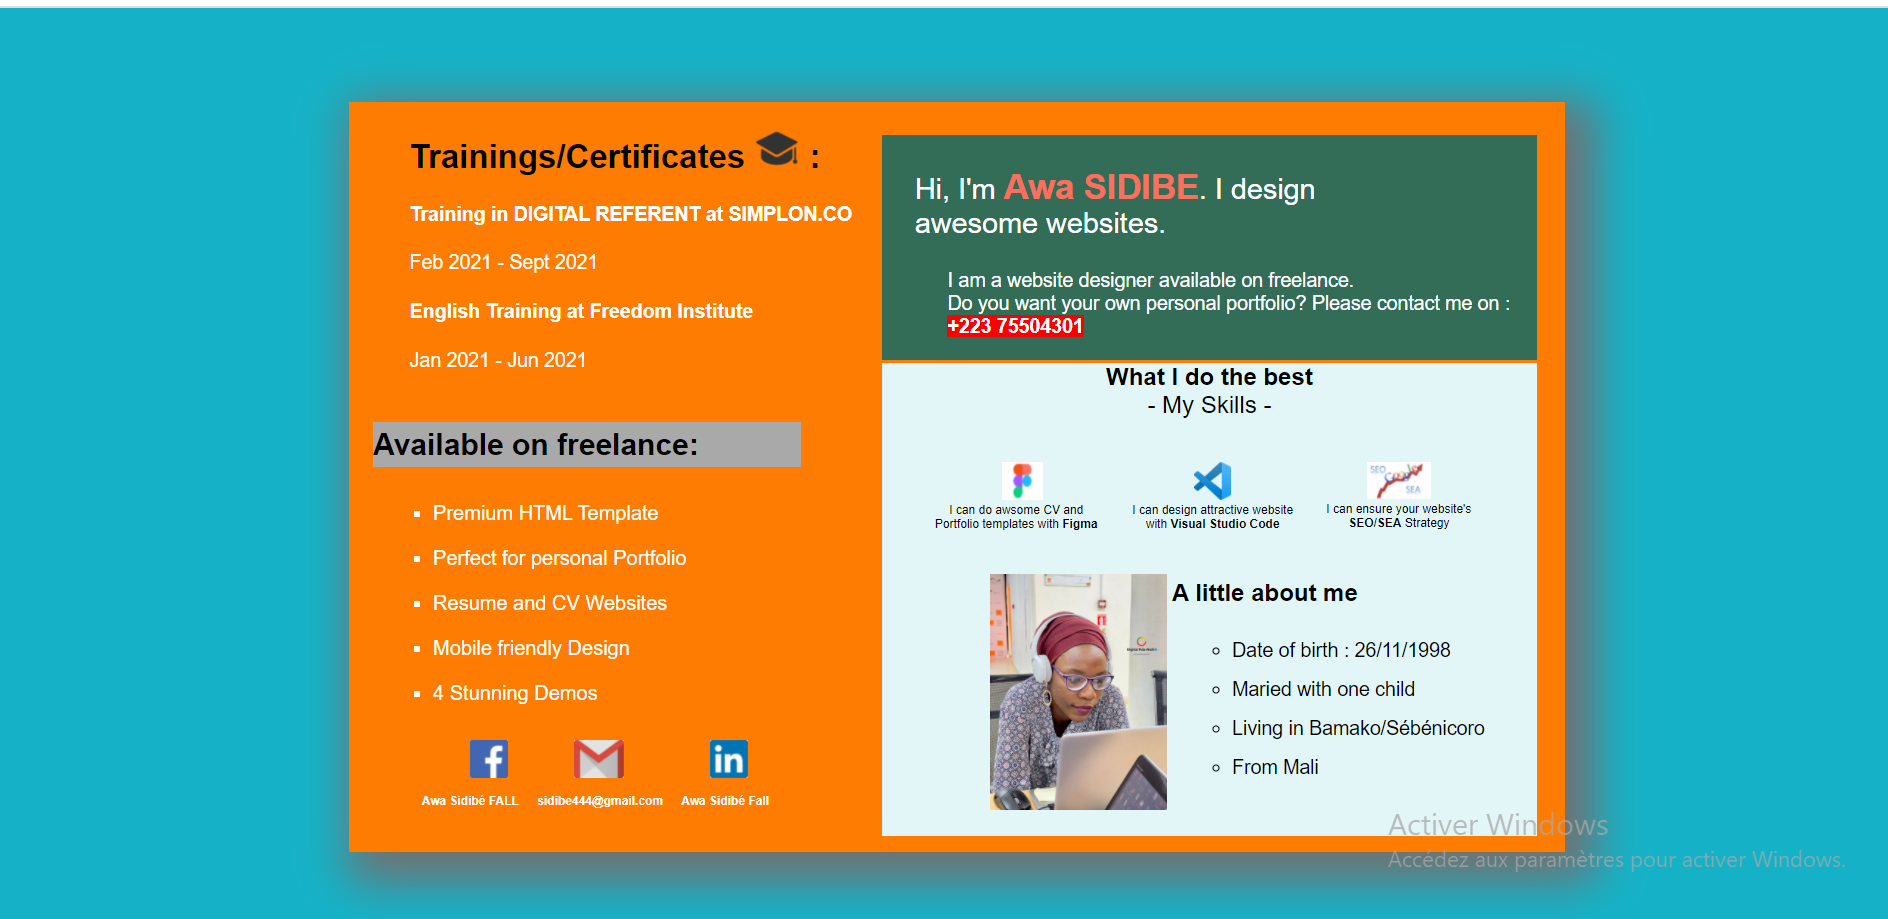 Trainings/Certificates :
Training in DIGITAL REFERENT at SIMPLON.CO
Feb 2021 - Sept 2021
English Training at Freedom Institute
Jan 2021 - Jun 2021
Available on freelance:
Premium HTML Template
Perfect for personal Portfolio
Resume and CV Websites
Mobile friendly Design
4 Stunning Demos
Awa Sidibé FALL
sidibe444@gmail.com
Awa Sidibé Fall
Hi, I'm Awa SIDIBE. I design
awesome websites.
I am a website designer available on freelance.
Do you want your own personal portfolio? Please contact me on :
+223 75504301
What I do the best
- My Skills -
I can do awsome CV and
Portfolio templates with Figma
I can design attractive website
with Visual Studio Code
SEO
SEA
I can ensure your website's
SEO/SEA Strategy
A little about me
Date of birth : 26/11/1998
Maried with one child
Living in Bamako/Sébénicoro
From Mali
Activer Windows
Accédez aux paramètres pour activer Windows.